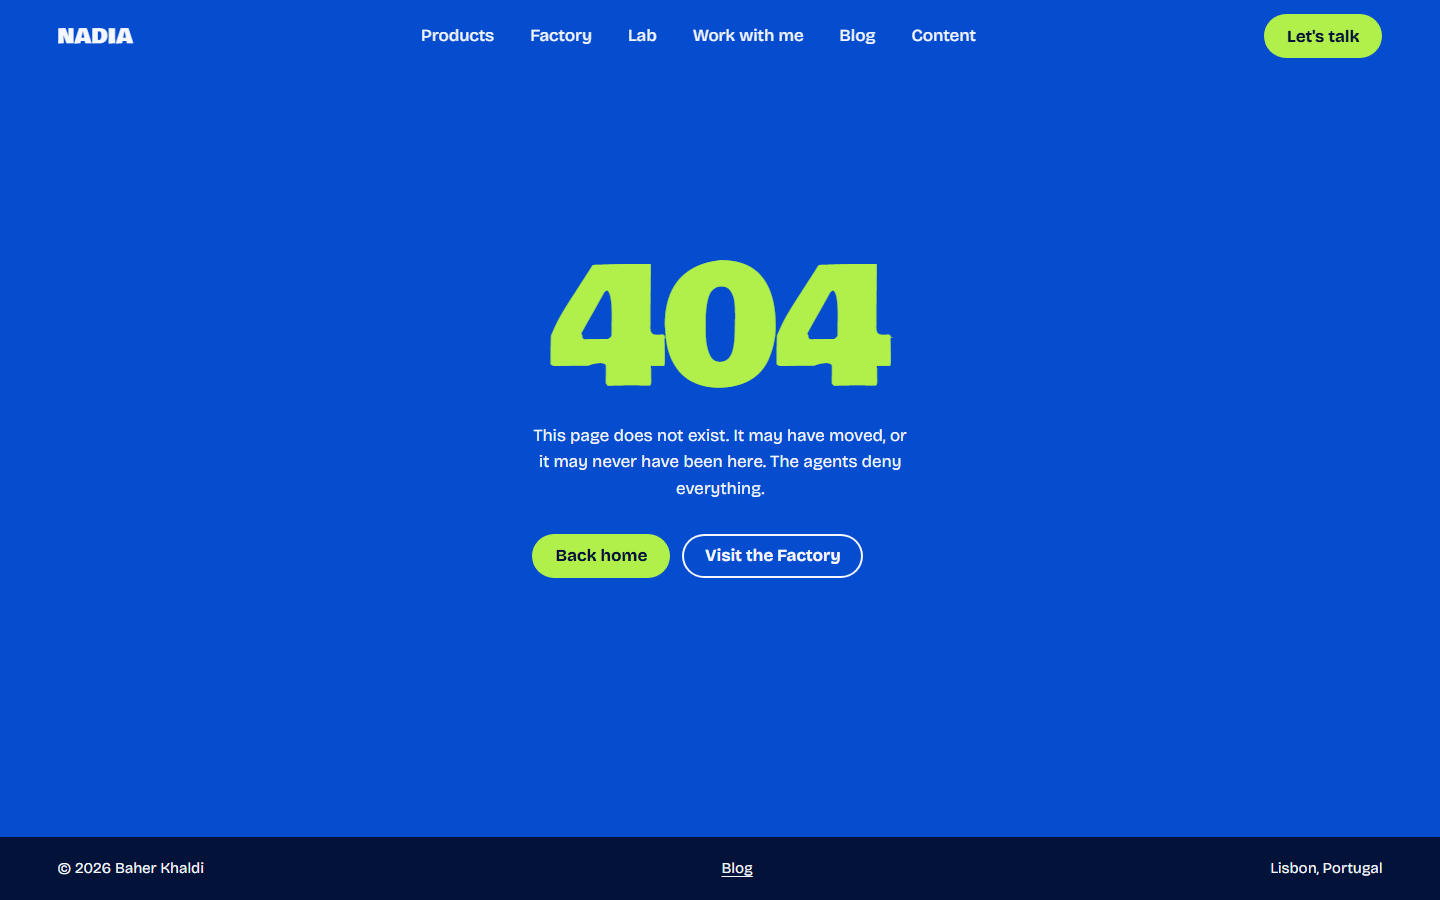 NADIA
Products
Factory
Lab
Work with me
Blog
Content
Let's talk
404
This page does not exist. It may have moved, or
it may never have been here. The agents deny
everything.
Back home
Visit the Factory
© 2026 Baher Khaldi
Blog
Lisbon, Portugal